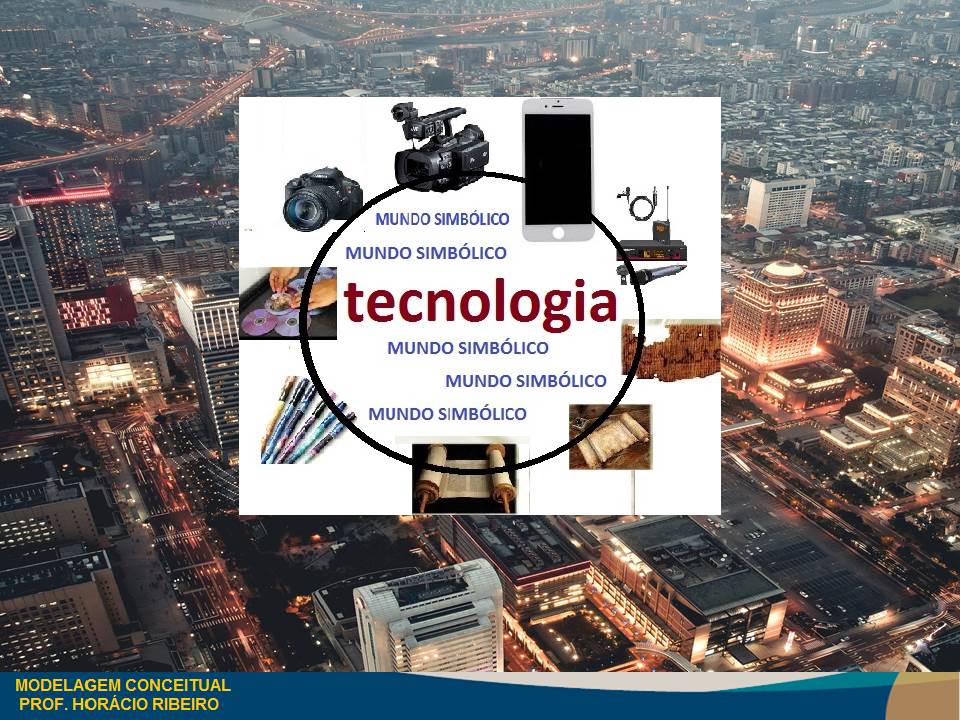 MUNDO SIMBÓLICO
MUNDO SIMBÓLICO
tecnologia
MUNDO SIMBÓLICO
MUNDO SIMBÓLICO
MUNDO SIMBÓLICO
MODELAGEM CONCEITUAL
PROF. HORÁCIO RIBEIRO